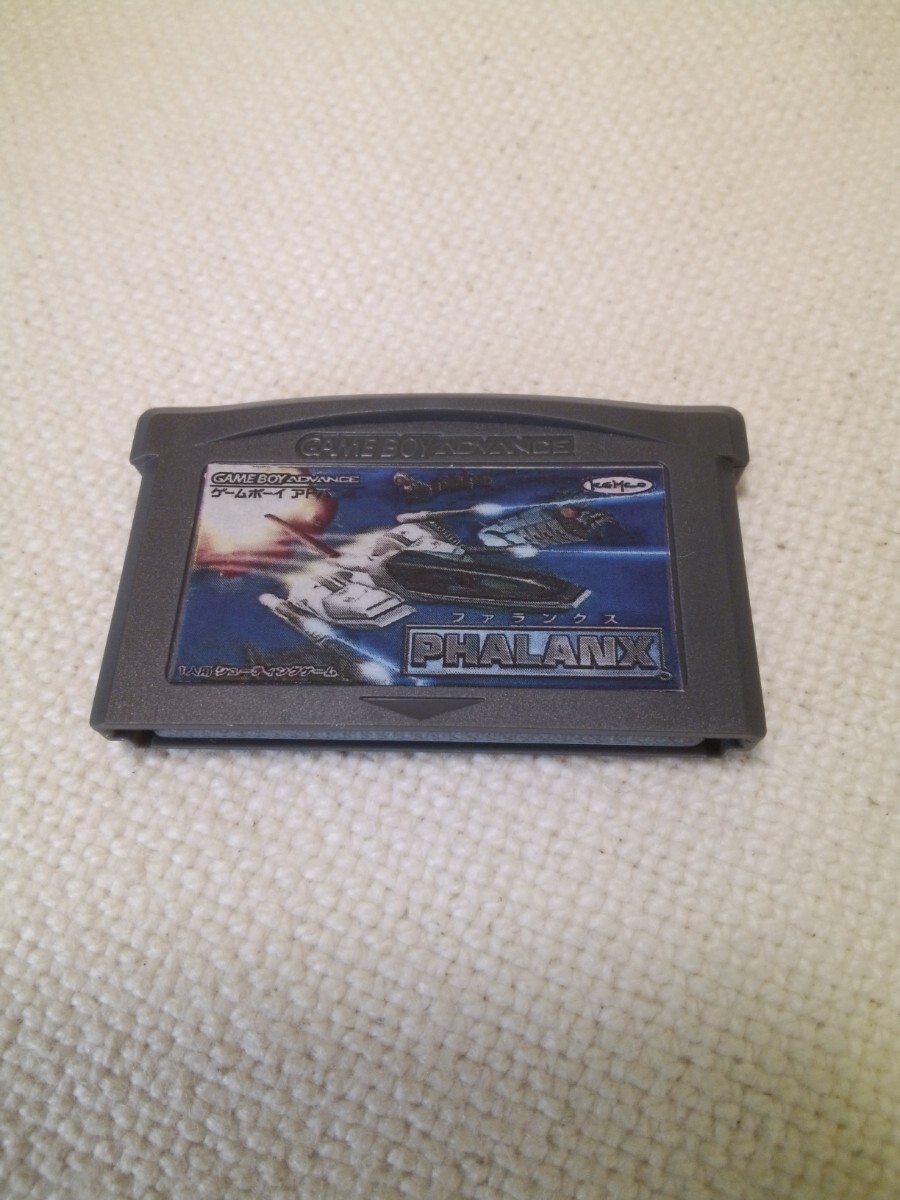 GAME BOY ADVANCE
GAME BOY ADVANCE
ゲームボーイ アドバ
KEMCO
ファランクス
PHALANX
1人用 シューティングゲーム